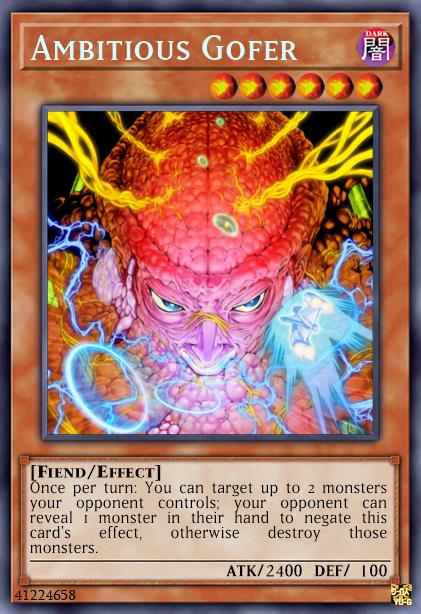 AMBITIOUS GOFER
DARK
闇
[FIEND/EFFECT]
Once per turn: You can target up to 2 monsters
your opponent controls; your opponent can
reveal 1 monster in their hand to negate this
card's effect, otherwise destroy those
monsters.
ATK/2400 DEF/ 100
41224658